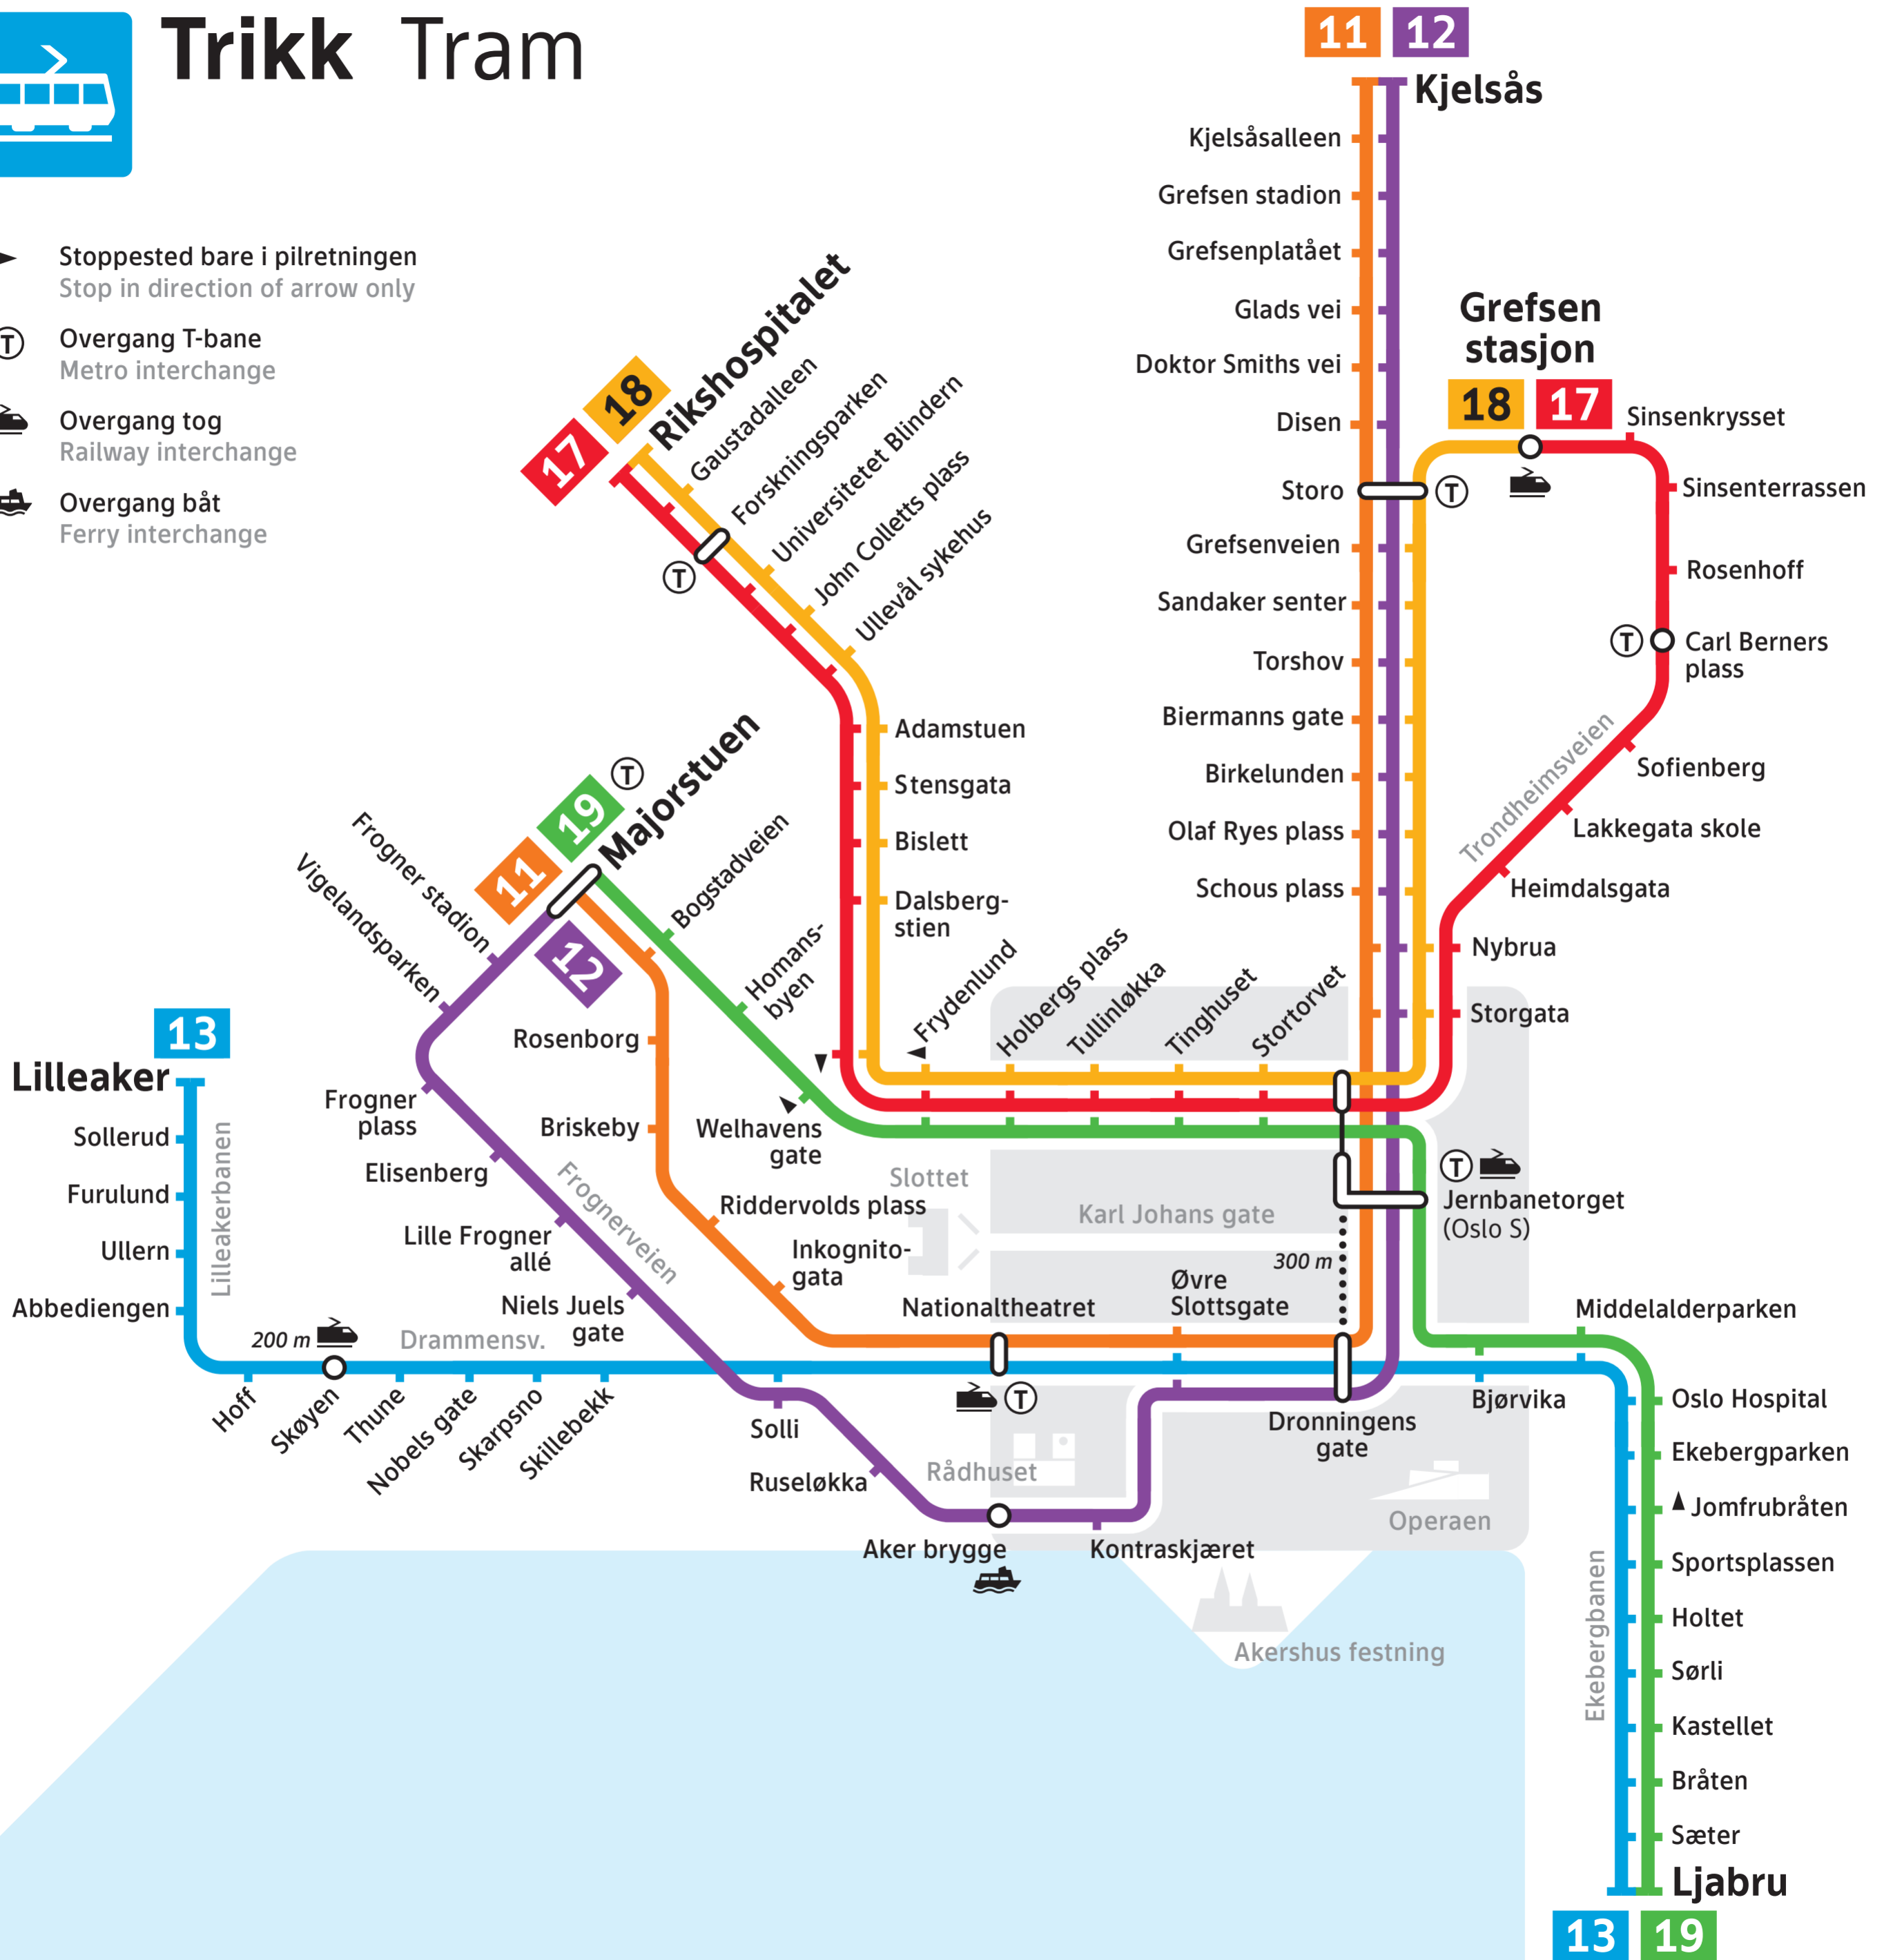 Trikk Tram
Stoppested bare i pilretningen
Stop in direction of arrow only
T
Overgang T-bane
Metro interchange
Overgang tog
Railway interchange
Overgang båt
Ferry interchange
11
12
Kjelsås
Kjelsåsalleen
Grefsen stadion
Grefsenplatået
Glads vei
Doktor Smiths vei
Disen
Storo
T
Grefsenveien
Sandaker senter
Torshov
Biermanns gate
Birkelunden
Olaf Ryes plass
Schous plass
Grefsen
stasjon
18
17
Sinsenkrysset
Sinsenterrassen
Rosenhoff
T
Carl Berners
plass
Trondheimsveien
Sofienberg
Lakkegata skole
Heimdalsgata
Nybrua
Storgata
17
18
Rikshospitalet
Gaustadalleen
Forskningsparken
T
Universitetet Blindern
John Colletts plass
Ullevål sykehus
Adamstuen
Stensgata
Bislett
Dalsberg-
stien
Frydenlund
Holbergs plass
Tullinløkka
Tinghuset
Stortorvet
11
19
T
Majorstuen
12
Bogstadveien
Homans-
byen
Welhavens
gate
Frogner stadion
Vigelandsparken
Frogner
plass
Elisenberg
Frognerveien
Lille Frogner
allé
Niels Juels
gate
Rosenborg
Briskeby
Riddervolds plass
Inkognito-
gata
Slottet
Karl Johans gate
Nationaltheatret
T
Øvre
Slottsgate
300 m
T
Jernbanetorget
(Oslo S)
Dronningens
gate
13
Lilleaker
Sollerud
Furulund
Ullern
Abbediengen
Lilleakerbanen
200 m
Drammensv.
Hoff
Skøyen
Thune
Nobels gate
Skarpsno
Skillebekk
Solli
Ruseløkka
Rådhuset
Aker brygge
Kontraskjæret
Operaen
Akershus festning
Middelalderparken
Bjørvika
Oslo Hospital
Ekebergparken
Jomfrubråten
Sportsplassen
Holtet
Sørli
Kastellet
Bråten
Sæter
Ekebergbanen
Ljabru
13
19